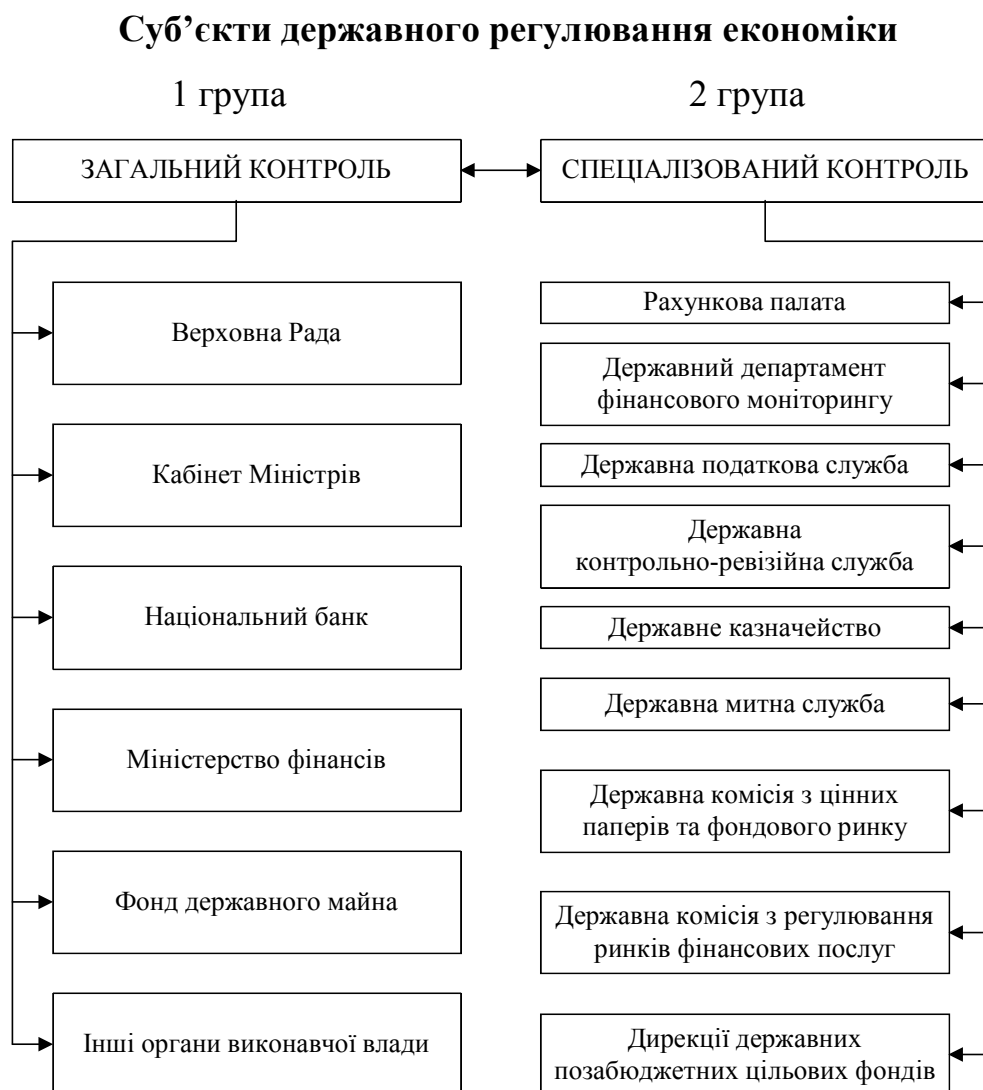 Суб’єкти державного регулювання економіки
1 група
2 група
ЗАГАЛЬНИЙ КОНТРОЛЬ
СПЕЦІАЛІЗОВАНИЙ КОНТРОЛЬ
Верховна Рада
Кабінет Міністрів
Національний банк
Міністерство фінансів
Фонд державного майна
Інші органи виконавчої влади
Рахункова палата
Державний департамент
фінансового моніторингу
Державна податкова служба
Державна
контрольно-ревізійна служба
Державне казначейство
Державна митна служба
Державна комісія з цінних
паперів та фондового ринку
Державна комісія з регулювання
ринків фінансових послуг
Дирекції державних
позабюджетних цільових фондів